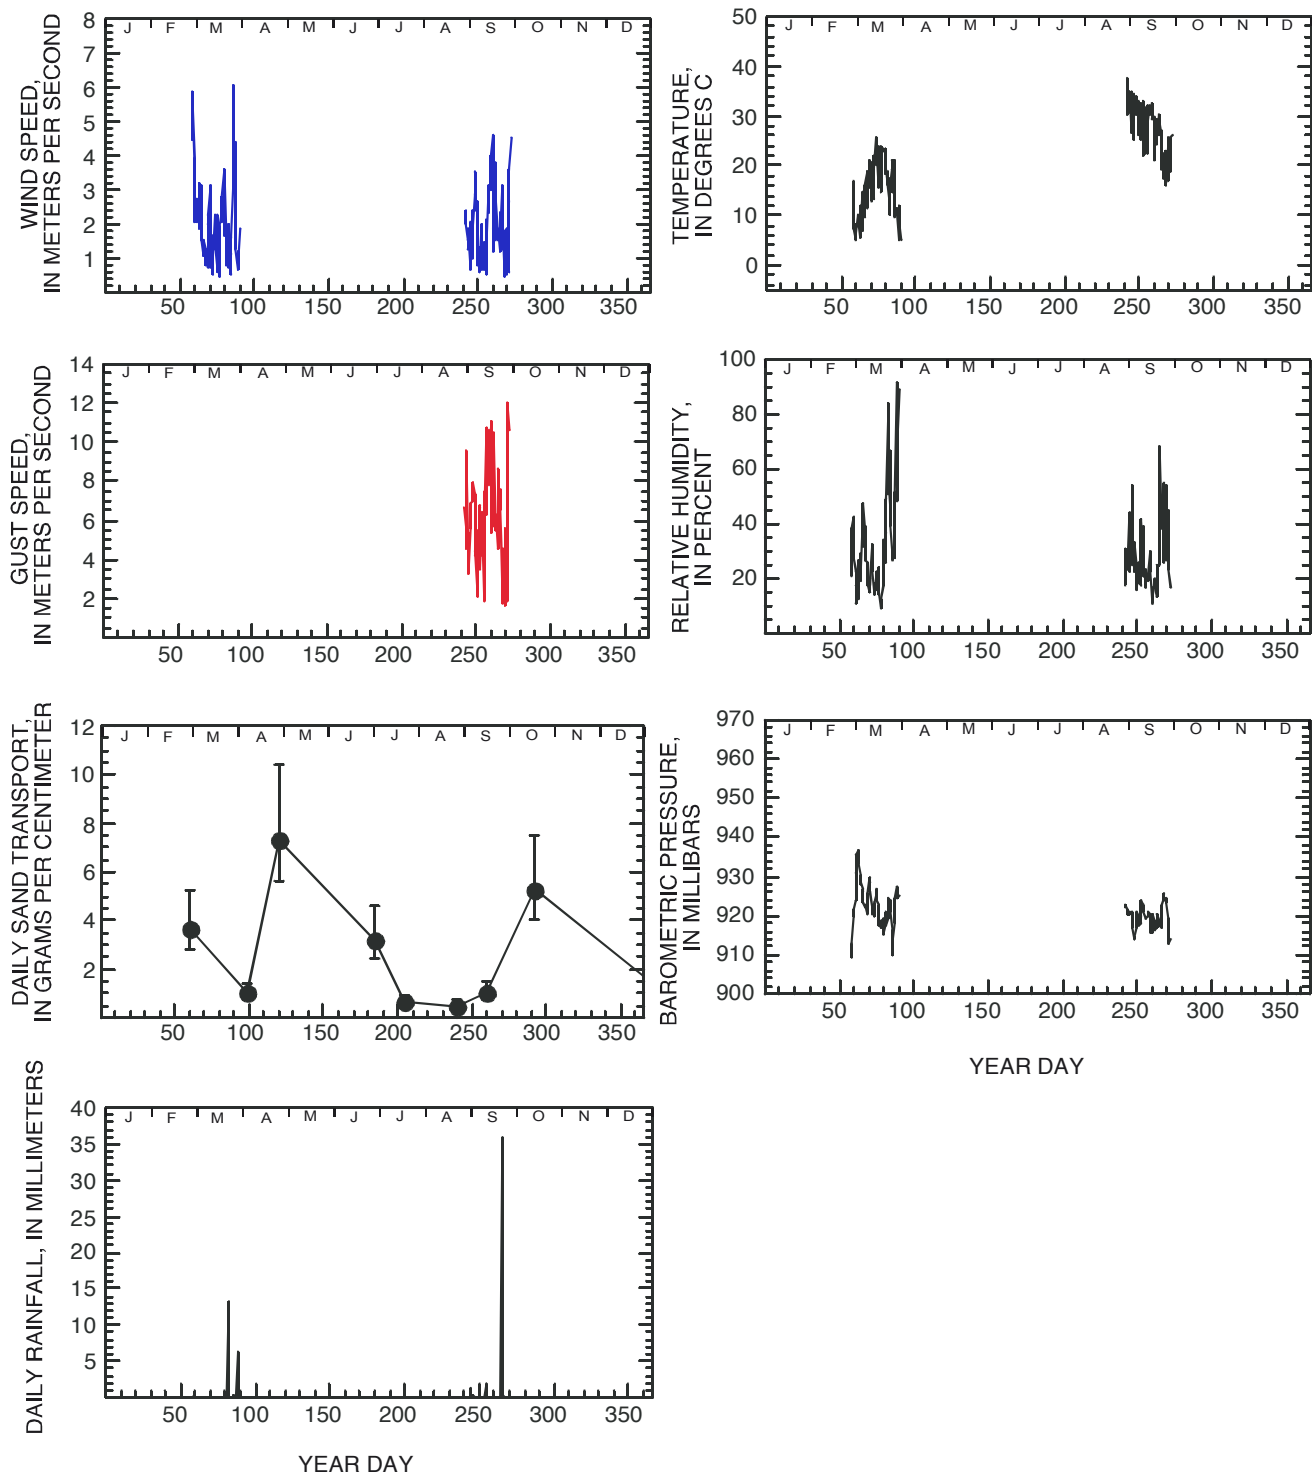 WIND SPEED,
IN METERS PER SECOND
8
7
6
5
4
3
2
1
J F M A M J J A S O N D
50 100 150 200 250 300 350
TEMPERATURE,
IN DEGREES C
50
40
30
20
10
0
J F M A M J J A S O N D
50 100 150 200 250 300 350
GUST SPEED,
IN METERS PER SECOND
14
12
10
8
6
4
2
J F M A M J J A S O N D
50 100 150 200 250 300 350
RELATIVE HUMIDITY,
IN PERCENT
100
80
60
40
20
J F M A M J J A S O N D
50 100 150 200 250 300 350
DAILY SAND TRANSPORT,
IN GRAMS PER CENTIMETER
12
10
8
6
4
2
J F M A M J J A S O N D
50 100 150 200 250 300 350
BAROMETRIC PRESSURE,
IN MILLIBARS
970
960
950
940
930
920
910
900
J F M A M J J A S O N D
50 100 150 200 250 300 350
YEAR DAY
DAILY RAINFALL, IN MILLIMETERS
40
35
30
25
20
15
10
5
J F M A M J J A S O N D
50 100 150 200 250 300 350
YEAR DAY